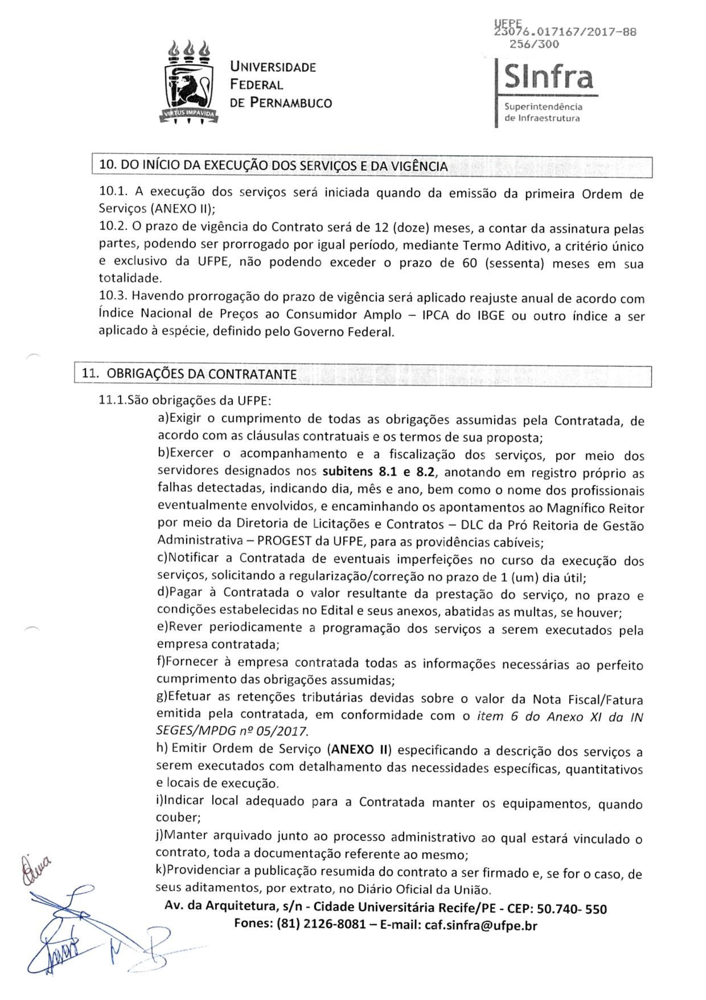 UFPE
23076.017167/2017-88
256/300
UNIVERSIDADE
FEDERAL
DE PERNAMBUCO
VIRTUS IMPAVIDA
SInfra
Superintendência
de Infraestrutura
10. DO INÍCIO DA EXECUÇÃO DOS SERVIÇOS E DA VIGÊNCIA
10.1. A execução dos serviços será iniciada quando da emissão da primeira Ordem de
Serviços (ANEXO II);
10.2. O prazo de vigência do Contrato será de 12 (doze) meses, a contar da assinatura pelas
partes, podendo ser prorrogado por igual período, mediante Termo Aditivo, a critério único
e exclusivo da UFPE, não podendo exceder o prazo de 60 (sessenta) meses em sua
totalidade.
10.3. Havendo prorrogação do prazo de vigência será aplicado reajuste anual de acordo com
Índice Nacional de Preços ao Consumidor Amplo – IPCA do IBGE ou outro índice a ser
aplicado à espécie, definido pelo Governo Federal.
11. OBRIGAÇÕES DA CONTRATANTE
11.1.São obrigações da UFPE:
a)Exigir o cumprimento de todas as obrigações assumidas pela Contratada, de
acordo com as cláusulas contratuais e os termos de sua proposta;
b)Exercer o acompanhamento e a fiscalização dos serviços, por meio dos
servidores designados nos subitens 8.1 e 8.2, anotando em registro próprio as
falhas detectadas, indicando dia, mês e ano, bem como o nome dos profissionais
eventualmente envolvidos, e encaminhando os apontamentos ao Magnífico Reitor
por meio da Diretoria de Licitações e Contratos – DLC da Pró Reitoria de Gestão
Administrativa – PROGEST da UFPE, para as providências cabíveis;
c)Notificar a Contratada de eventuais imperfeições no curso da execução dos
serviços, solicitando a regularização/correção no prazo de 1 (um) dia útil;
d)Pagar à Contratada o valor resultante da prestação do serviço, no prazo e
condições estabelecidas no Edital e seus anexos, abatidas as multas, se houver;
e)Rever periodicamente a programação dos serviços a serem executados pela
empresa contratada;
f)Fornecer à empresa contratada todas as informações necessárias ao perfeito
cumprimento das obrigações assumidas;
g)Efetuar as retenções tributárias devidas sobre o valor da Nota Fiscal/Fatura
emitida pela contratada, em conformidade com o item 6 do Anexo XI da IN
SEGES/MPDG nº 05/2017.
h) Emitir Ordem de Serviço (ANEXO II) especificando a descrição dos serviços a
serem executados com detalhamento das necessidades específicas, quantitativos
e locais de execução.
i)Indicar local adequado para a Contratada manter os equipamentos, quando
couber;
j)Manter arquivado junto ao processo administrativo ao qual estará vinculado o
contrato, toda a documentação referente ao mesmo;
k)Providenciar a publicação resumida do contrato a ser firmado e, se for o caso, de
seus aditamentos, por extrato, no Diário Oficial da União.
Av. da Arquitetura, s/n - Cidade Universitária Recife/PE - CEP: 50.740- 550
Fones: (81) 2126-8081 – E-mail: caf.sinfra@ufpe.br